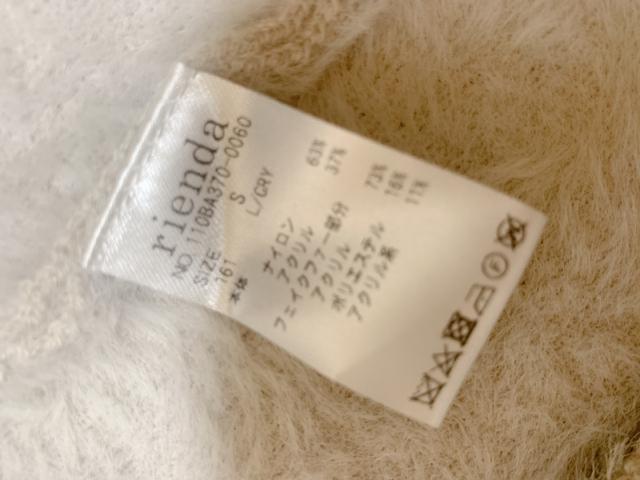 rienda
NO 110BA370-0060
SIZE S
161 L/GRY
本体
ナイロン 63%
アクリル 37%
フェイクファー部分
アクリル 73%
ポリエステル 16%
アクリル系 11%